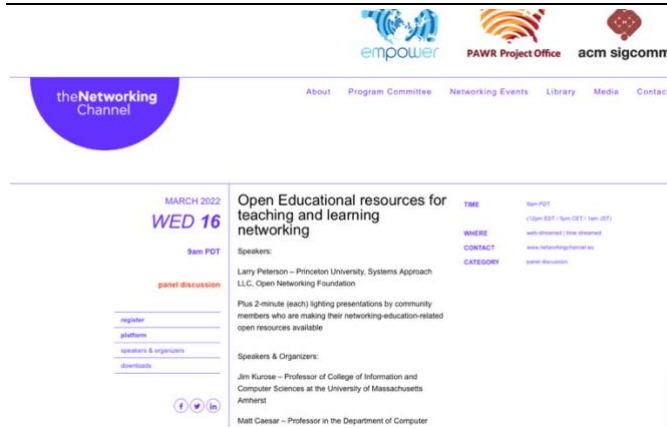 empower
PAWR Project Office
acm sigcomm
theNetworking
Channel
About Program Committee Networking Events Library Media Contac
MARCH 2022
WED 16
9am PDT
panel discussion
register
platform
speakers & organizers
downloads
Open Educational resources for
teaching and learning
networking
Speakers:
Larry Peterson – Princeton University, Systems Approach
LLC, Open Networking Foundation
Plus 2-minute (each) lighting presentations by community
members who are making their networking-education-related
open resources available
Speakers & Organizers:
Jim Kurose – Professor of College of Information and
Computer Sciences at the University of Massachusetts
Amherst
Matt Caesar – Professor in the Department of Computer
TIME 9am PDT
(12pm EDT / 5pm CET / 1am JST)
WHERE web-streamed | time streamed
CONTACT www.networkingchannel.eu
CATEGORY panel discussion